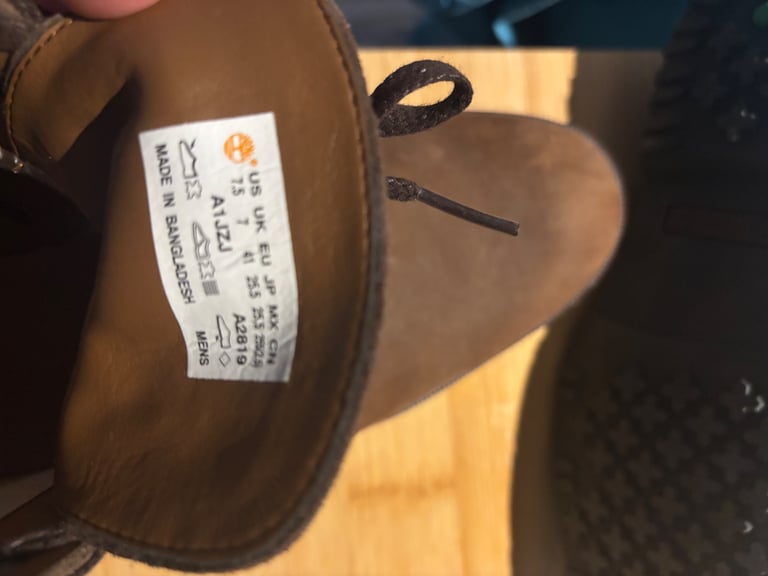 US UK EU JP MX CN
7.5 7 41 25.5 25.5
A1JZJ A2819
MENS
MADE IN BANGLADESH